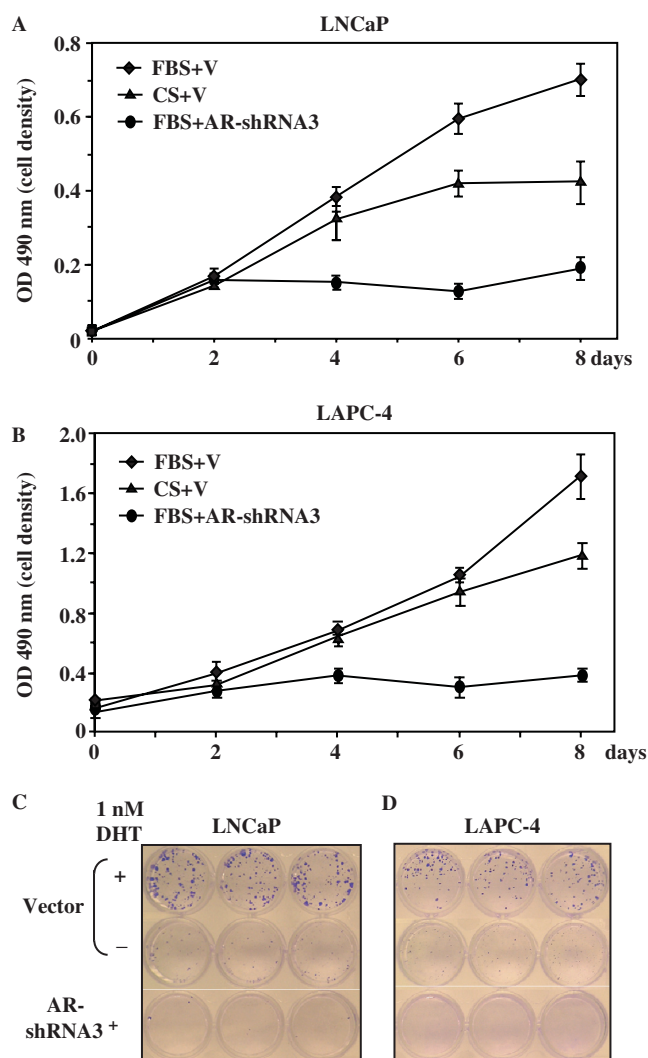 A
LNCaP
0.8
0.6
0.4
0.2
0
OD 490 nm (cell density)
FBS+V
CS+V
FBS+AR-shRNA3
0 2 4 6 8 days
B
LAPC-4
2.0
1.6
1.2
0.8
0.4
0
OD 490 nm (cell density)
FBS+V
CS+V
FBS+AR-shRNA3
0 2 4 6 8 days
C
1 nM
DHT
LNCaP
D
LAPC-4
Vector
+
−
AR-
shRNA3 +